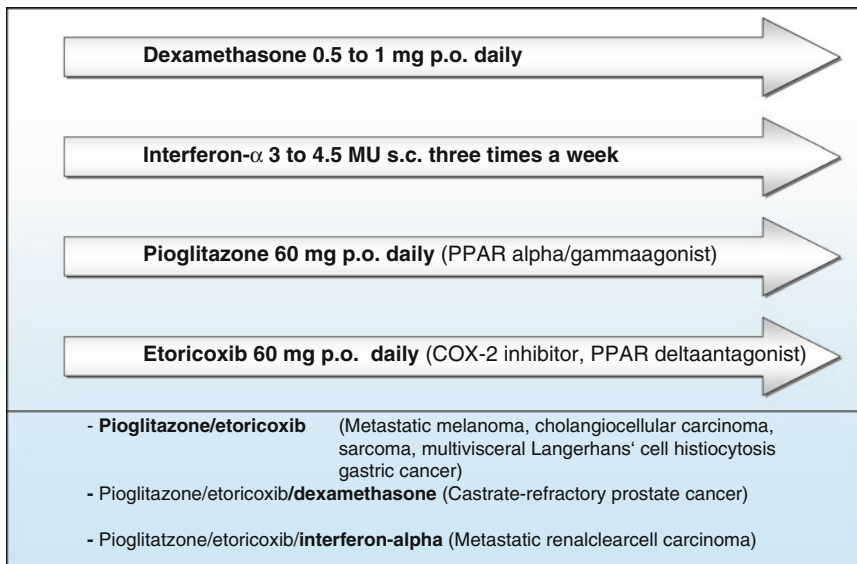 Dexamethasone 0.5 to 1 mg p.o. daily
Interferon-α 3 to 4.5 MU s.c. three times a week
Pioglitazone 60 mg p.o. daily (PPAR alpha/gammaagonist)
Etoricoxib 60 mg p.o. daily (COX-2 inhibitor, PPAR deltaantagonist)
- Pioglitazone/etoricoxib (Metastatic melanoma, cholangiocellular carcinoma,
sarcoma, multivisceral Langerhans‘ cell histiocytosis
gastric cancer)
- Pioglitazone/etoricoxib/dexamethasone (Castrate-refractory prostate cancer)
- Pioglitatzone/etoricoxib/interferon-alpha (Metastatic renalclearcell carcinoma)